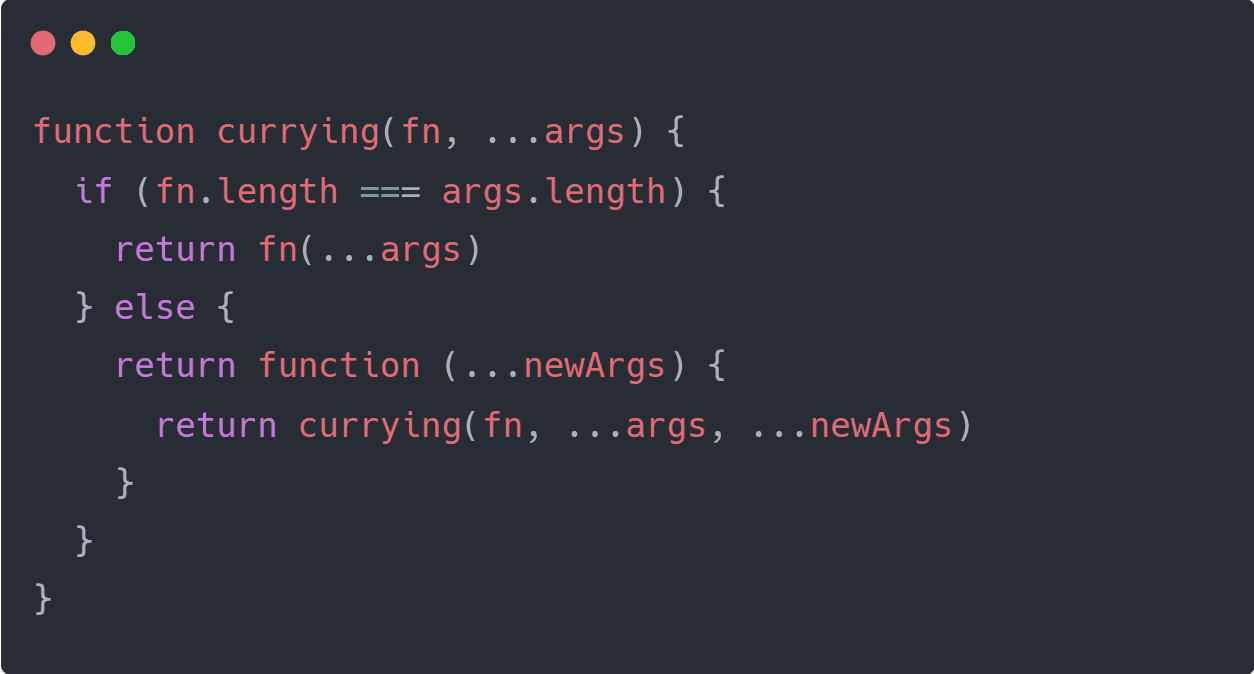 function currying(fn, ...args) {
  if (fn.length === args.length) {
    return fn(...args)
  } else {
    return function (...newArgs) {
      return currying(fn, ...args, ...newArgs)
    }
  }
}